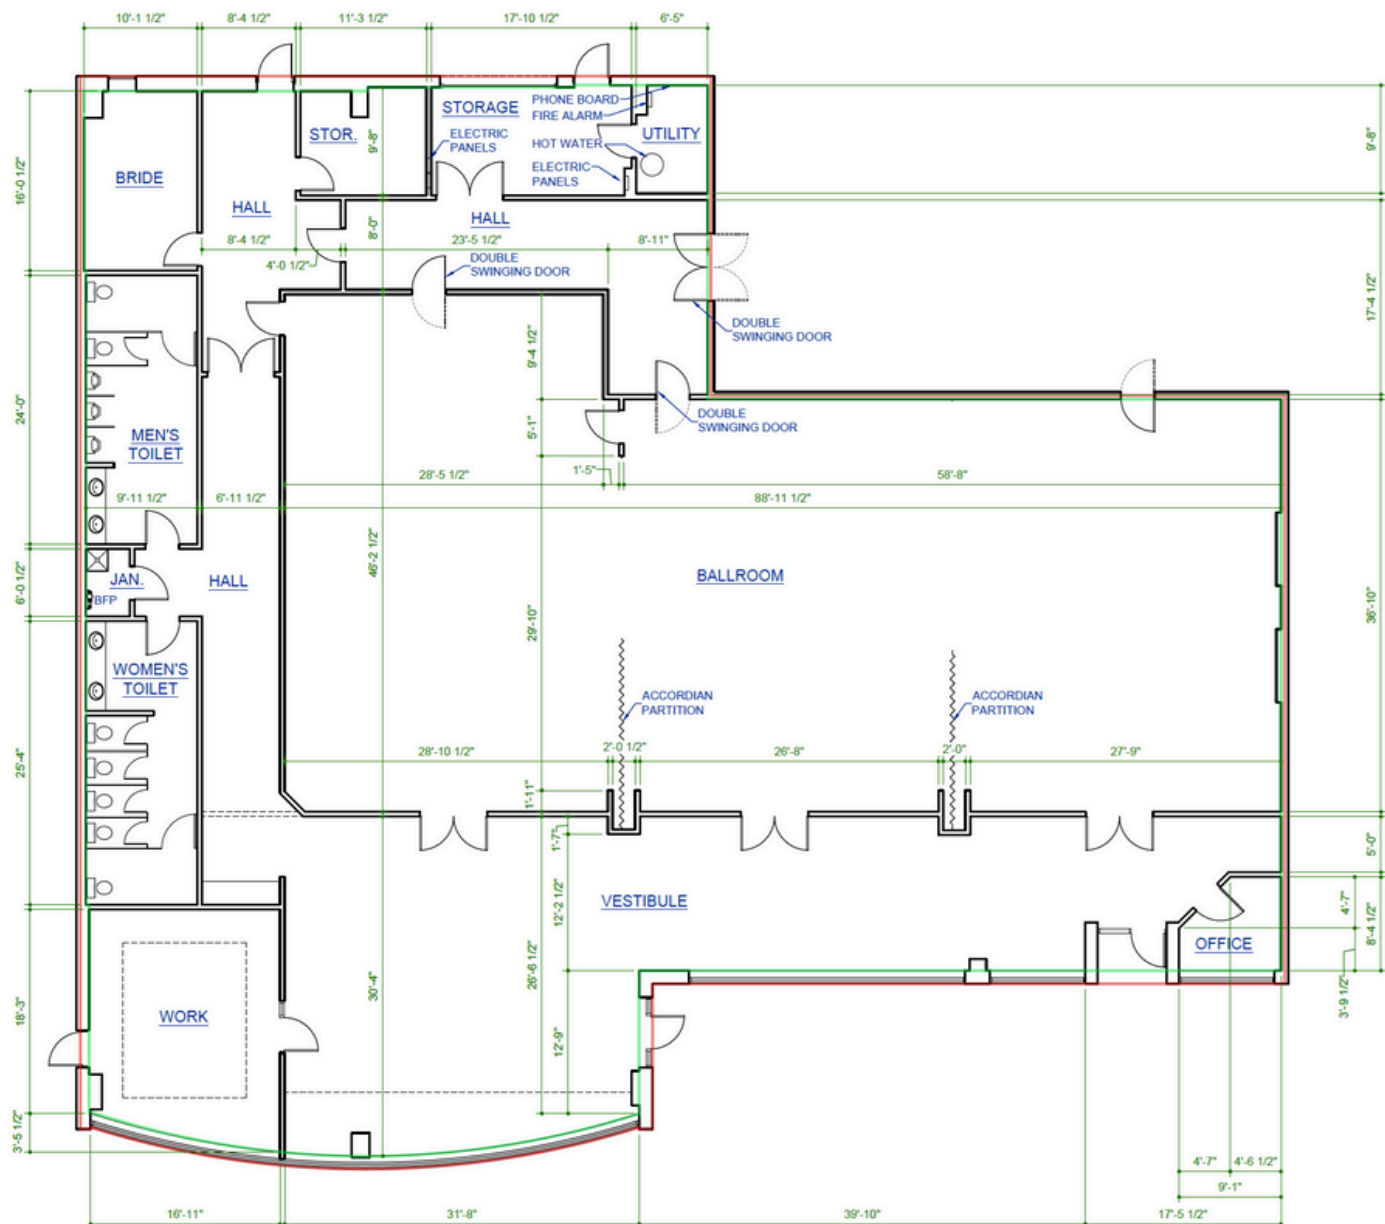 10'-1 1/2"
8'-4 1/2"
11'-3 1/2"
17'-10 1/2"
6'-5"
STORAGE
PHONE BOARD
FIRE ALARM
STOR.
9'-8"
ELECTRIC
PANELS
HOT WATER
UTILITY
9'-8"
ELECTRIC
PANELS
16'-0 1/2"
BRIDE
HALL
8'-0"
HALL
8'-4 1/2"
4'-0 1/2"
23'-5 1/2"
8'-11"
DOUBLE
SWINGING DOOR
17'-4 1/2"
DOUBLE
SWINGING DOOR
9'-4 1/2"
24'-0"
MEN'S
TOILET
DOUBLE
SWINGING DOOR
5'-1"
28'-5 1/2"
1'-5"
58'-8"
9'-11 1/2"
6'-11 1/2"
88'-11 1/2"
46'-2 1/2"
BALLROOM
6'-0 1/2"
JAN.
BFP
HALL
29'-10"
36'-10"
WOMEN'S
TOILET
ACCORDIAN
PARTITION
ACCORDIAN
PARTITION
25'-4"
28'-10 1/2"
2'-0 1/2"
26'-8"
2'-0"
27'-9"
1'-11"
1'-7"
5'-0"
VESTIBULE
12'-2 1/2"
4'-7"
8'-4 1/2"
OFFICE
26'-6 1/2"
30'-4"
3'-9 1/2"
18'-3"
WORK
12'-9"
3'-5 1/2"
4'-7"
4'-6 1/2"
9'-1"
16'-11"
31'-8"
39'-10"
17'-5 1/2"